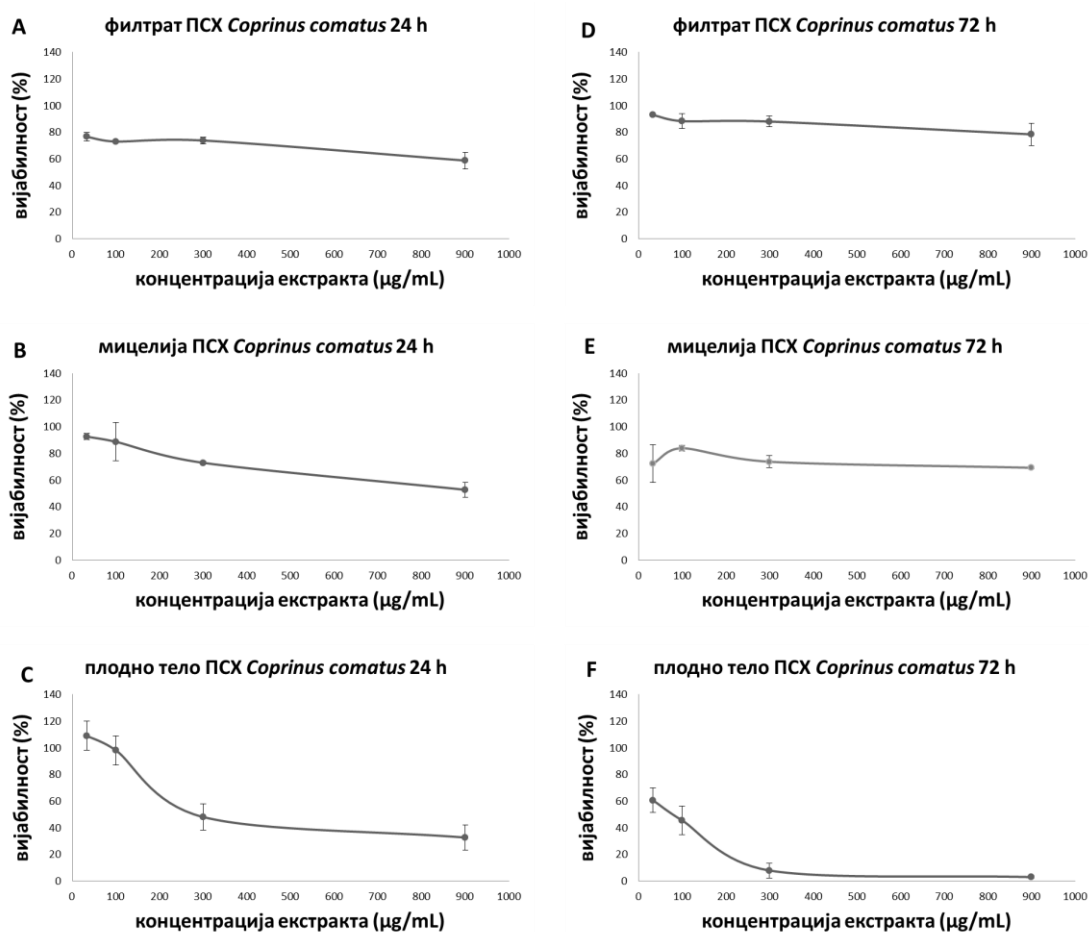 A
филтрат ПСХ Coprinus comatus 24 h
вијабилност (%)
140
120
100
80
60
40
20
0
0 100 200 300 400 500 600 700 800 900 1000
концентрација екстракта (µg/mL)
D
филтрат ПСХ Coprinus comatus 72 h
вијабилност (%)
140
120
100
80
60
40
20
0
0 100 200 300 400 500 600 700 800 900 1000
концентрација екстракта (µg/mL)
B
мицелија ПСХ Coprinus comatus 24 h
вијабилност (%)
140
120
100
80
60
40
20
0
0 100 200 300 400 500 600 700 800 900 1000
концентрација екстракта (µg/mL)
E
мицелија ПСХ Coprinus comatus 72 h
вијабилност (%)
140
120
100
80
60
40
20
0
0 100 200 300 400 500 600 700 800 900 1000
концентрација екстракта (µg/mL)
C
плодно тело ПСХ Coprinus comatus 24 h
вијабилност (%)
140
120
100
80
60
40
20
0
0 100 200 300 400 500 600 700 800 900 1000
концентрација екстракта (µg/mL)
F
плодно тело ПСХ Coprinus comatus 72 h
вијабилност (%)
140
120
100
80
60
40
20
0
0 100 200 300 400 500 600 700 800 900 1000
концентрација екстракта (µg/mL)